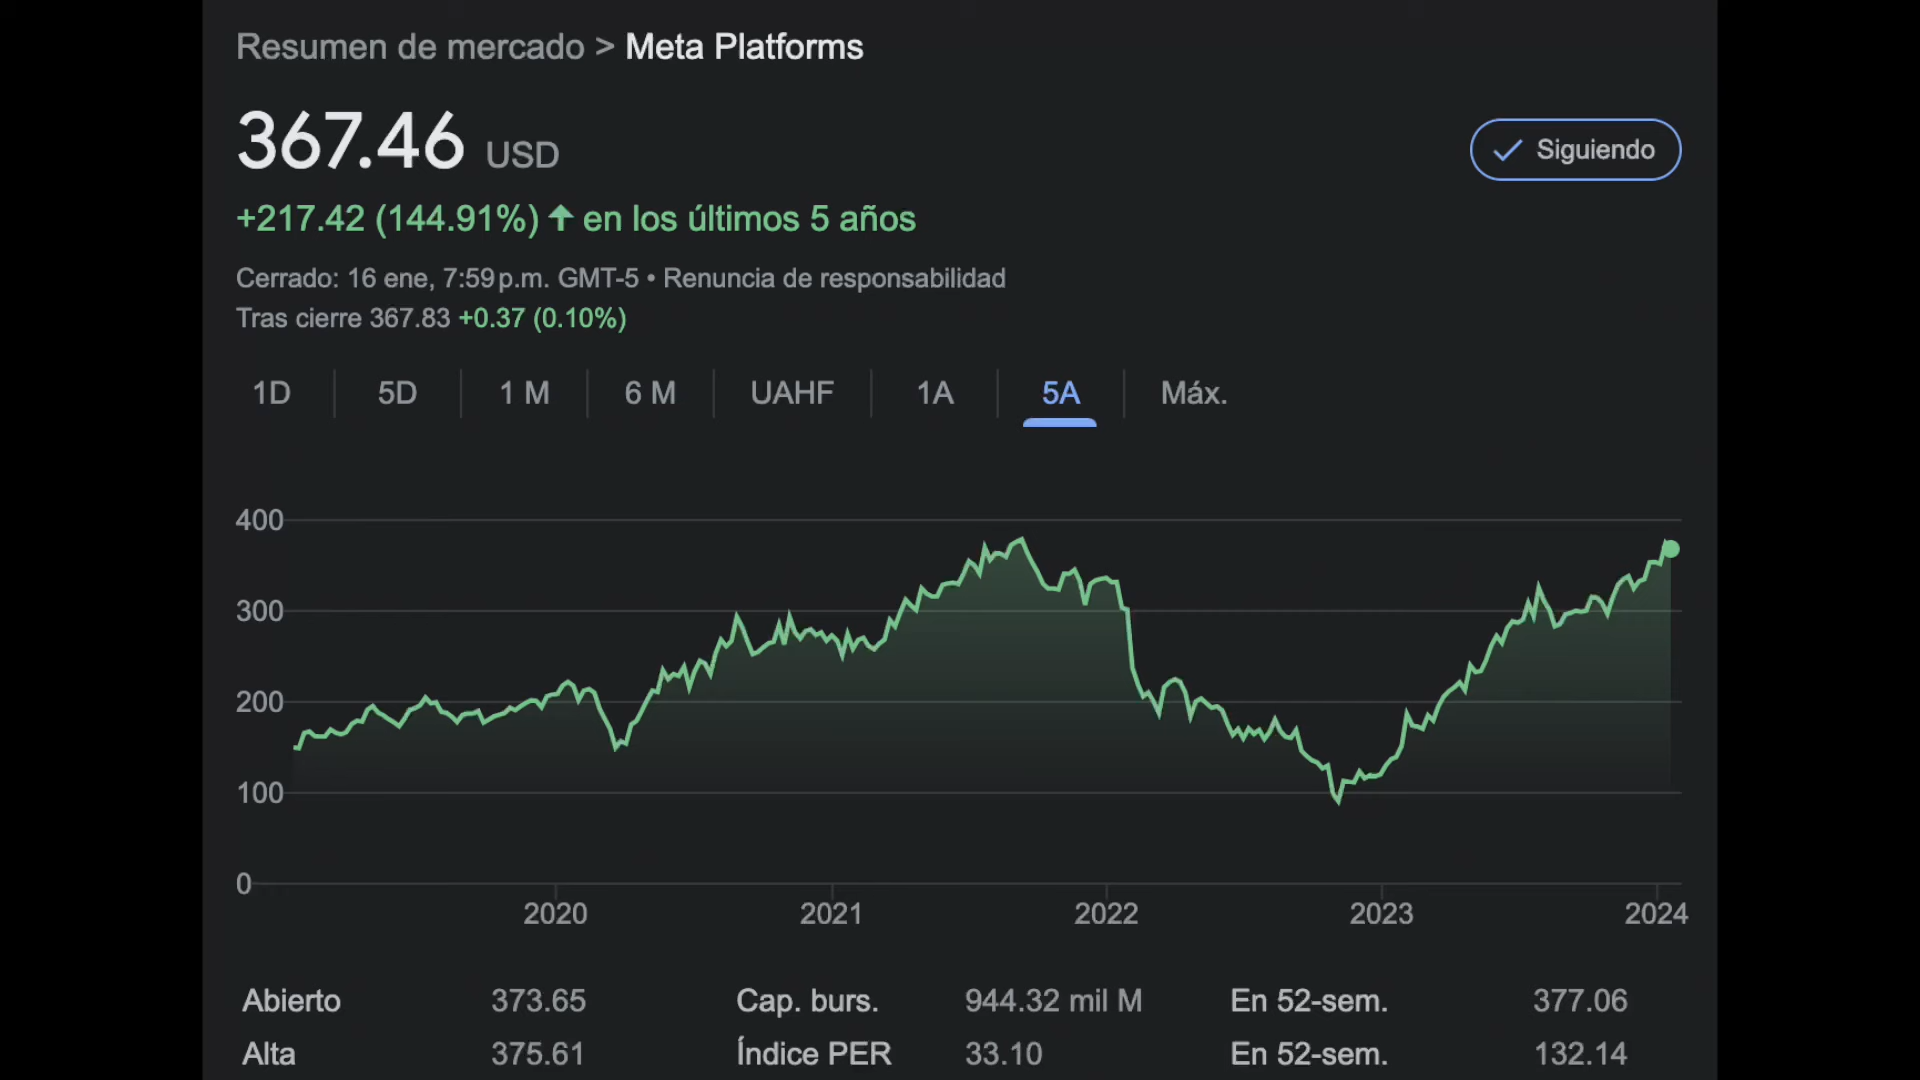 Resumen de mercado > Meta Platforms
367.46 USD
Siguiendo
+217.42 (144.91%) en los últimos 5 años
Cerrado: 16 ene, 7:59 p.m. GMT-5 • Renuncia de responsabilidad
Tras cierre 367.83 +0.37 (0.10%)
1D 5D 1 M 6 M UAHF 1A 5A Máx.
400
300
200
100
0
2020 2021 2022 2023 2024
Abierto 373.65 Cap. burs. 944.32 mil M En 52-sem. 377.06
Alta 375.61 Índice PER 33.10 En 52-sem. 132.14